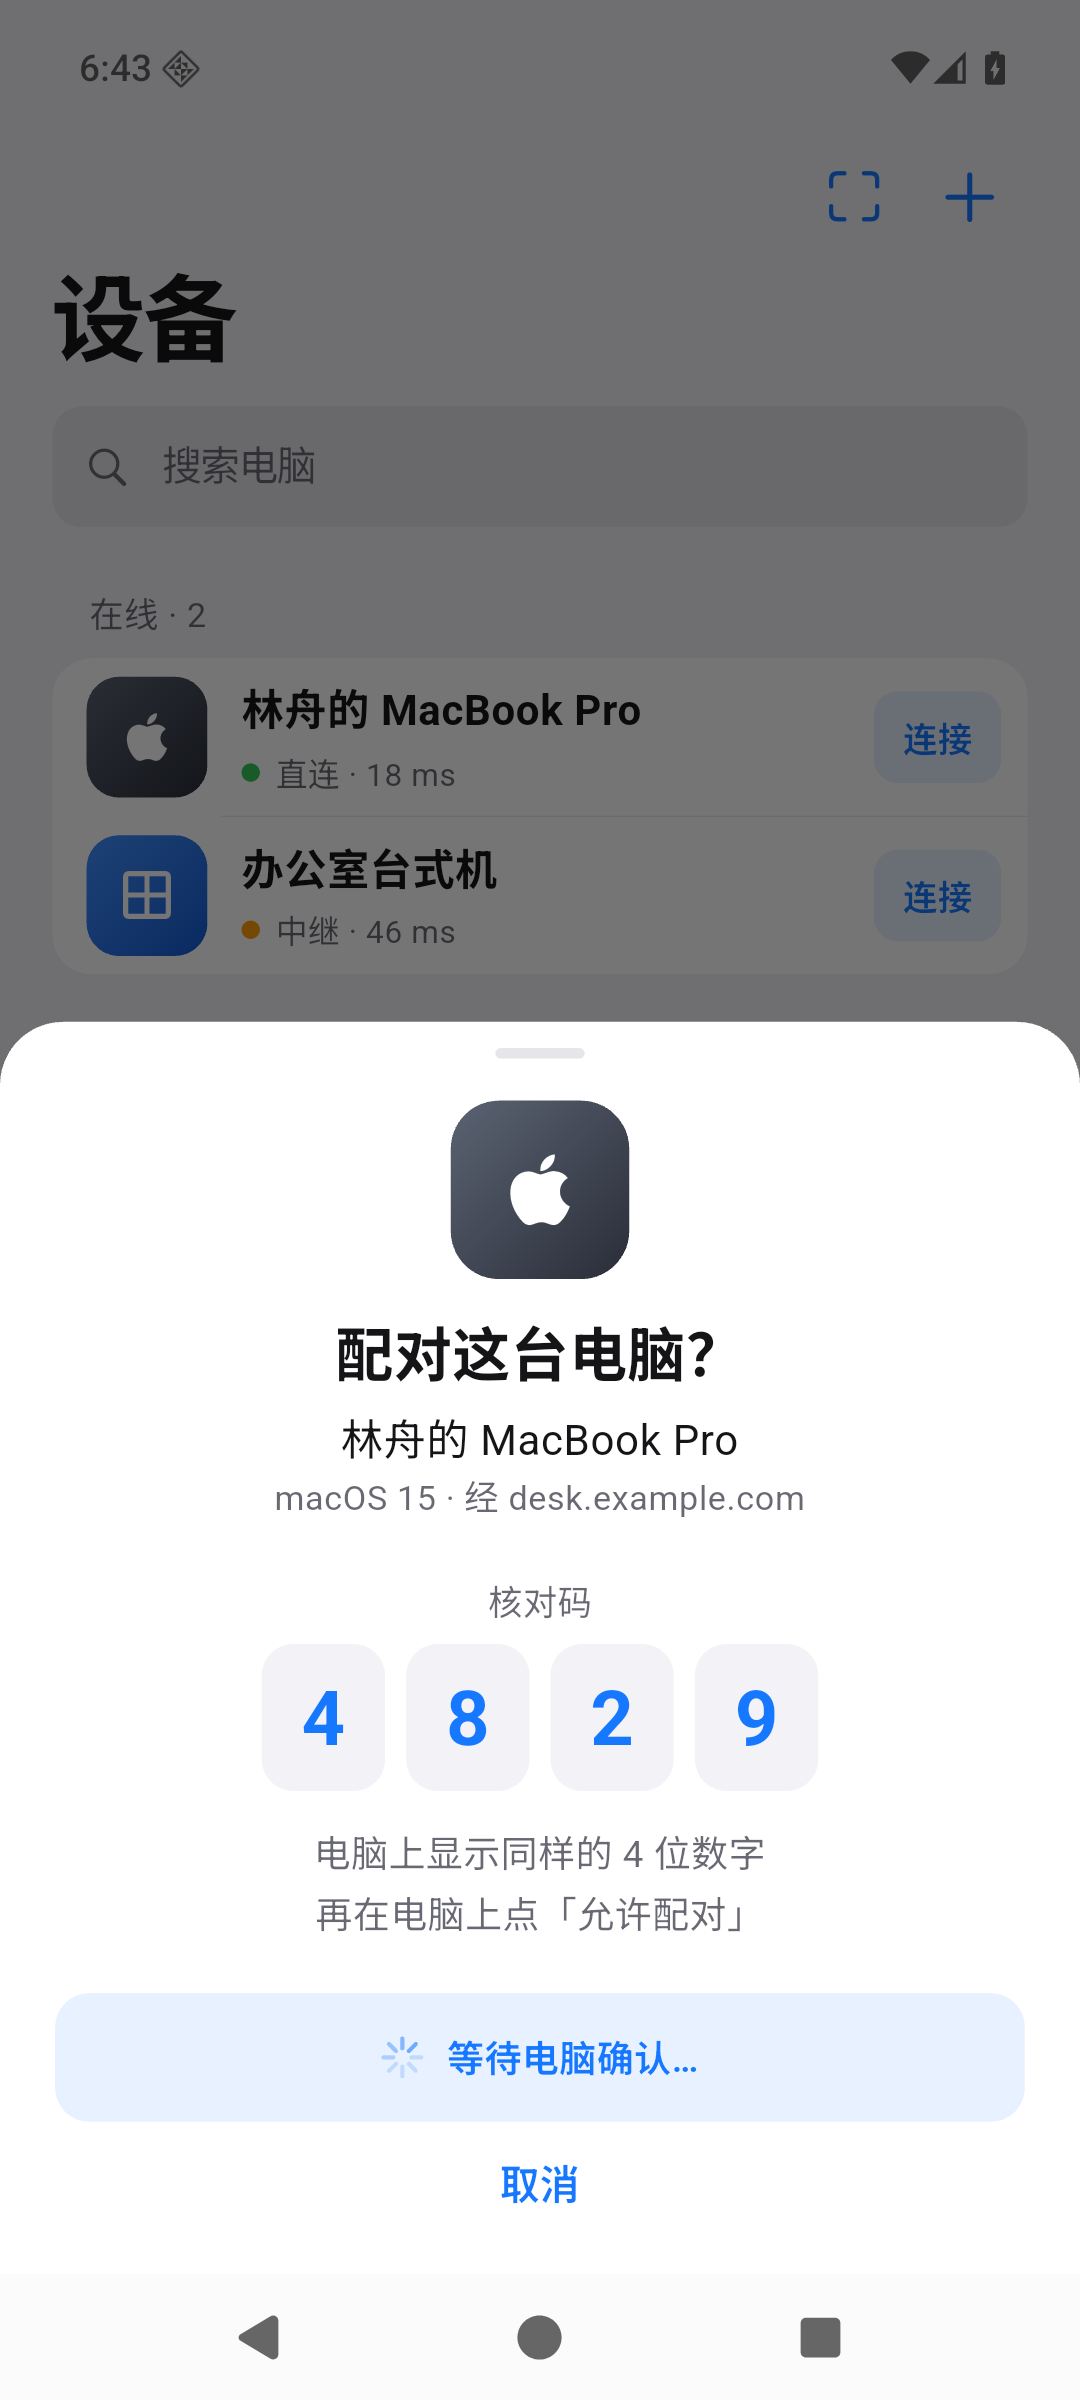 6:43
设备
搜索电脑
在线 · 2
林舟的 MacBook Pro
直连 · 18 ms
连接
办公室台式机
中继 · 46 ms
连接
配对这台电脑？
林舟的 MacBook Pro
macOS 15 · 经 desk.example.com
核对码
4 8 2 9
电脑上显示同样的 4 位数字
再在电脑上点「允许配对」
等待电脑确认…
取消